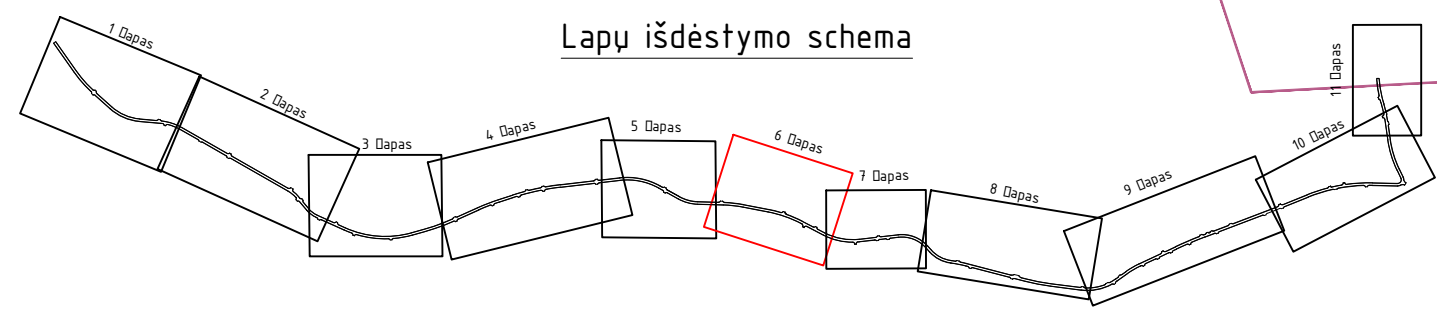 Lapų išdėstymo schema
1 ▯apas
2 ▯apas
3 ▯apas
4 ▯apas
5 ▯apas
6 ▯apas
7 ▯apas
8 ▯apas
9 ▯apas
10 ▯apas
11 ▯apas